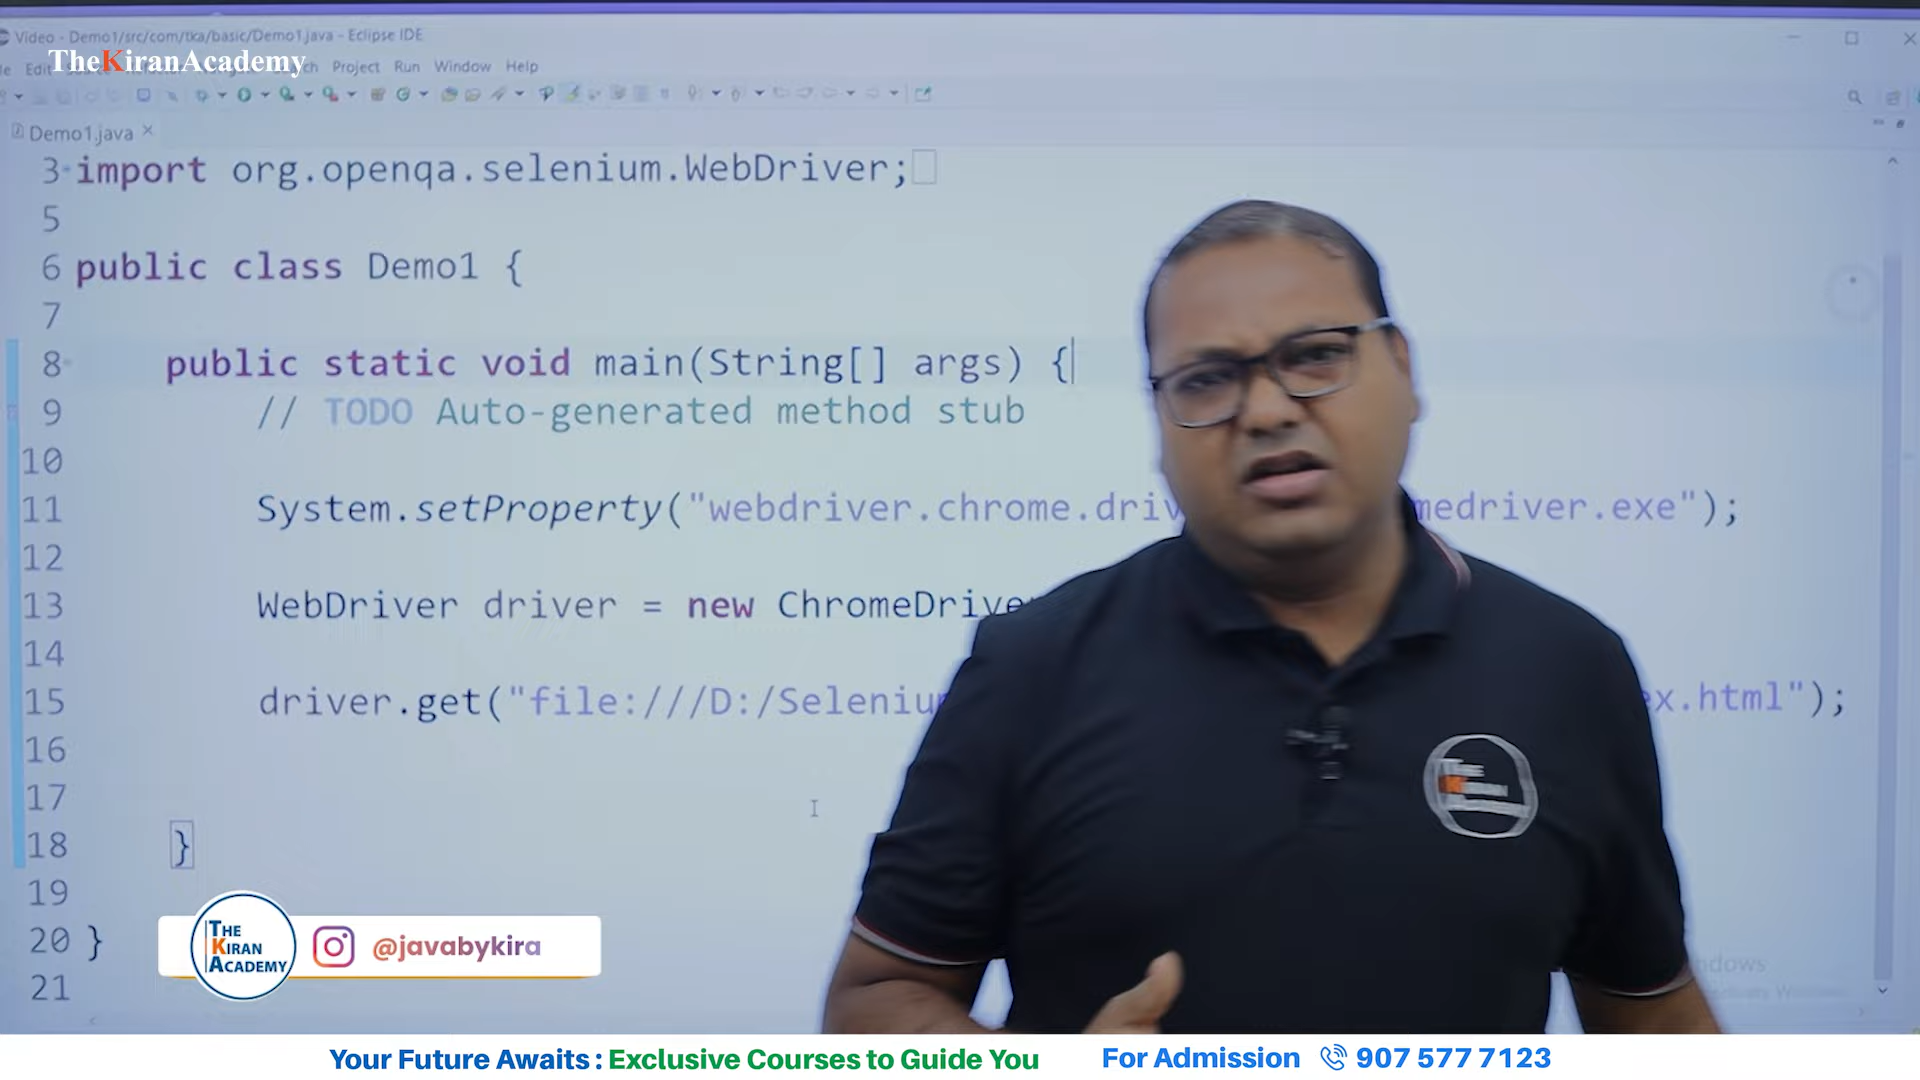 Video - Demo1/src/com/tka/basic/Demo1.java - Eclipse IDE
TheKiranAcademy
Edit Project Run Window Help
Demo1.java
3 import org.openqa.selenium.WebDriver;
5
6 public class Demo1 {
7
8 public static void main(String[] args) {
9 // TODO Auto-generated method stub
10
11 System.setProperty("webdriver.chrome.driv medriver.exe");
12
13 WebDriver driver = new ChromeDrive
14
15 driver.get("file:///D:/Seleniu x.html");
16
17
18 }
19
20 }
21
THE
KIRAN
ACADEMY
@javabykira
THE
KIRAN
ACADEMY
Your Future Awaits : Exclusive Courses to Guide You For Admission 907 577 7123